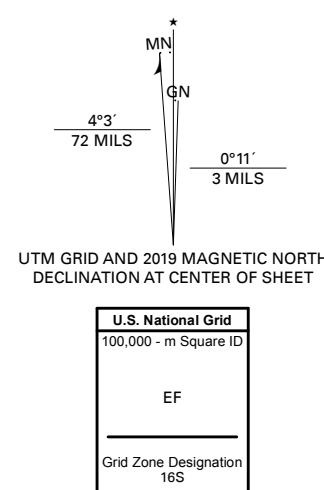 ★
MN
GN
4°3´
72 MILS
0°11´
3 MILS
UTM GRID AND 2019 MAGNETIC NORTH
DECLINATION AT CENTER OF SHEET
U.S. National Grid
100,000 - m Square ID
EF
Grid Zone Designation
16S